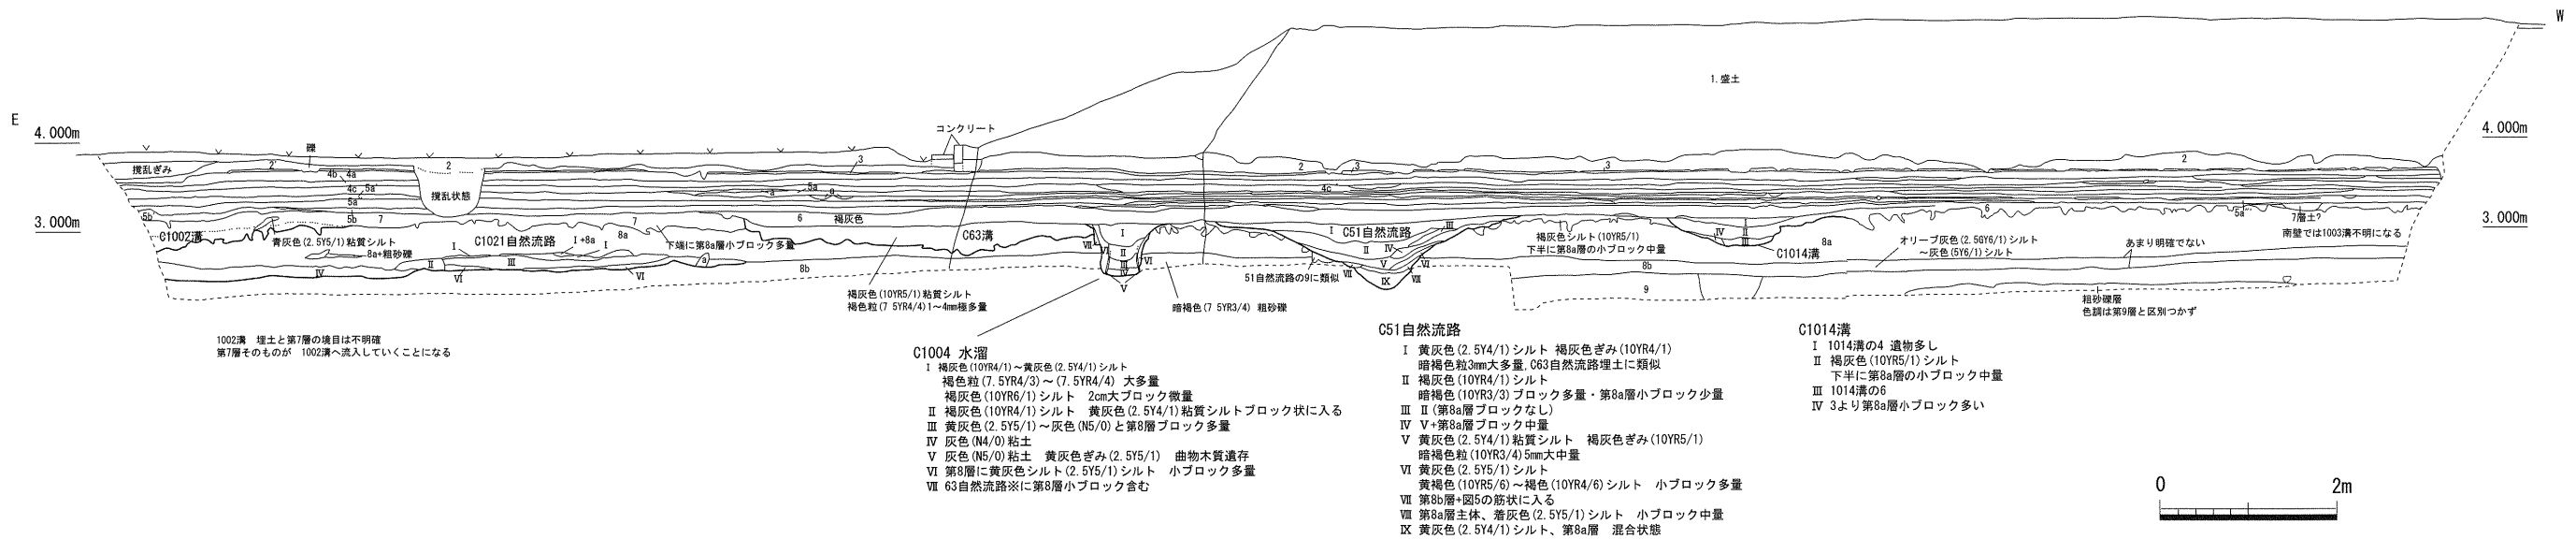 W
1.盛土
E
4.000m
4.000m
コンクリート
礫
撹乱ぎみ
2'
2
3
2
3
3
2
4b
4a
撹乱状態
4c
5a'
5a
a
a
4c
5a
5b
5b
7
7
6
褐灰色
6
5a
7層土?
3.000m
3.000m
C1002溝
青灰色(2.5Y5/1)粘質シルト
8a+粗砂礫
C1021自然流路
Ⅰ+8a
8a
Ⅰ
Ⅰ
下端に第8a層小ブロック多量
C63溝
Ⅰ
Ⅶ
Ⅵ
Ⅱ
Ⅲ
Ⅳ
Ⅴ
Ⅵ
Ⅰ
C51自然流路
Ⅲ
Ⅱ
Ⅳ
Ⅴ
Ⅵ
Ⅶ
Ⅷ
Ⅸ
褐灰色シルト(10YR5/1)
下半に第8a層の小ブロック中量
Ⅰ
Ⅱ
Ⅳ
Ⅲ
C1014溝
8a
オリーブ灰色(2.5GY6/1)シルト
～灰色(5Y6/1)シルト
あまり明確でない
南壁では1003溝不明になる
Ⅱ
Ⅲ
Ⅳ
Ⅵ
Ⅵ
a
8b
8b
9
51自然流路の9に類似
褐灰色(10YR5/1)粘質シルト
褐色粒(7 5YR4/4)1～4mm極多量
暗褐色(7 5YR3/4) 粗砂礫
粗砂礫層
色調は第9層と区別つかず
1002溝 埋土と第7層の境目は不明確
第7層そのものが 1002溝へ流入していくことになる
C1004 水溜
Ⅰ 褐灰色(10YR4/1)～黄灰色(2.5Y4/1)シルト
褐色粒(7.5YR4/3)～(7.5YR4/4) 大多量
褐灰色(10YR6/1)シルト 2cm大ブロック微量
Ⅱ 褐灰色(10YR4/1)シルト 黄灰色(2.5Y4/1)粘質シルトブロック状に入る
Ⅲ 黄灰色(2.5Y5/1)～灰色(N5/0)と第8層ブロック多量
Ⅳ 灰色(N4/0)粘土
Ⅴ 灰色(N5/0)粘土 黄灰色ぎみ(2.5Y5/1) 曲物木質遺存
Ⅵ 第8層に黄灰色シルト(2.5Y5/1)シルト 小ブロック多量
Ⅶ 63自然流路※に第8層小ブロック含む
C51自然流路
Ⅰ 黄灰色(2.5Y4/1)シルト 褐灰色ぎみ(10YR4/1)
暗褐色粒3mm大多量,C63自然流路埋土に類似
Ⅱ 褐灰色(10YR4/1)シルト
暗褐色(10YR3/3)ブロック多量・第8a層小ブロック少量
Ⅲ Ⅱ(第8a層ブロックなし)
Ⅳ Ⅴ+第8a層ブロック中量
Ⅴ 黄灰色(2.5Y4/1)粘質シルト 褐灰色ぎみ(10YR5/1)
暗褐色粒(10YR3/4)5mm大中量
Ⅵ 黄灰色(2.5Y5/1)シルト
黄褐色(10YR5/6)～褐色(10YR4/6)シルト 小ブロック多量
Ⅶ 第8b層+図5の筋状に入る
Ⅷ 第8a層主体、着灰色(2.5Y5/1)シルト 小ブロック中量
Ⅸ 黄灰色(2.5Y4/1)シルト、第8a層 混合状態
C1014溝
Ⅰ 1014溝の4 遺物多し
Ⅱ 褐灰色(10YR5/1)シルト
下半に第8a層の小ブロック中量
Ⅲ 1014溝の6
Ⅳ 3より第8a層小ブロック多い
0
2m